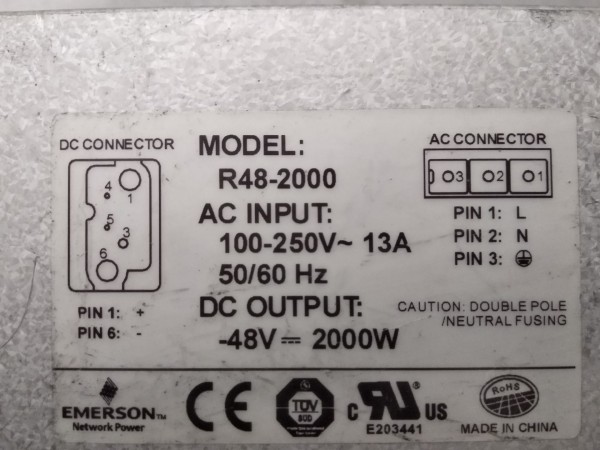 DC CONNECTOR
4
1
5
3
6
PIN 1: +
PIN 6: -
MODEL:
R48-2000
AC INPUT:
100-250V~ 13A
50/60 Hz
DC OUTPUT:
-48V⎓ 2000W
AC CONNECTOR
3 2 1
PIN 1: L
PIN 2: N
PIN 3: ⏚
CAUTION: DOUBLE POLE
/NEUTRAL FUSING
EMERSON™
Network Power
CE
TÜV
c RU US
E203441
RoHS
MADE IN CHINA